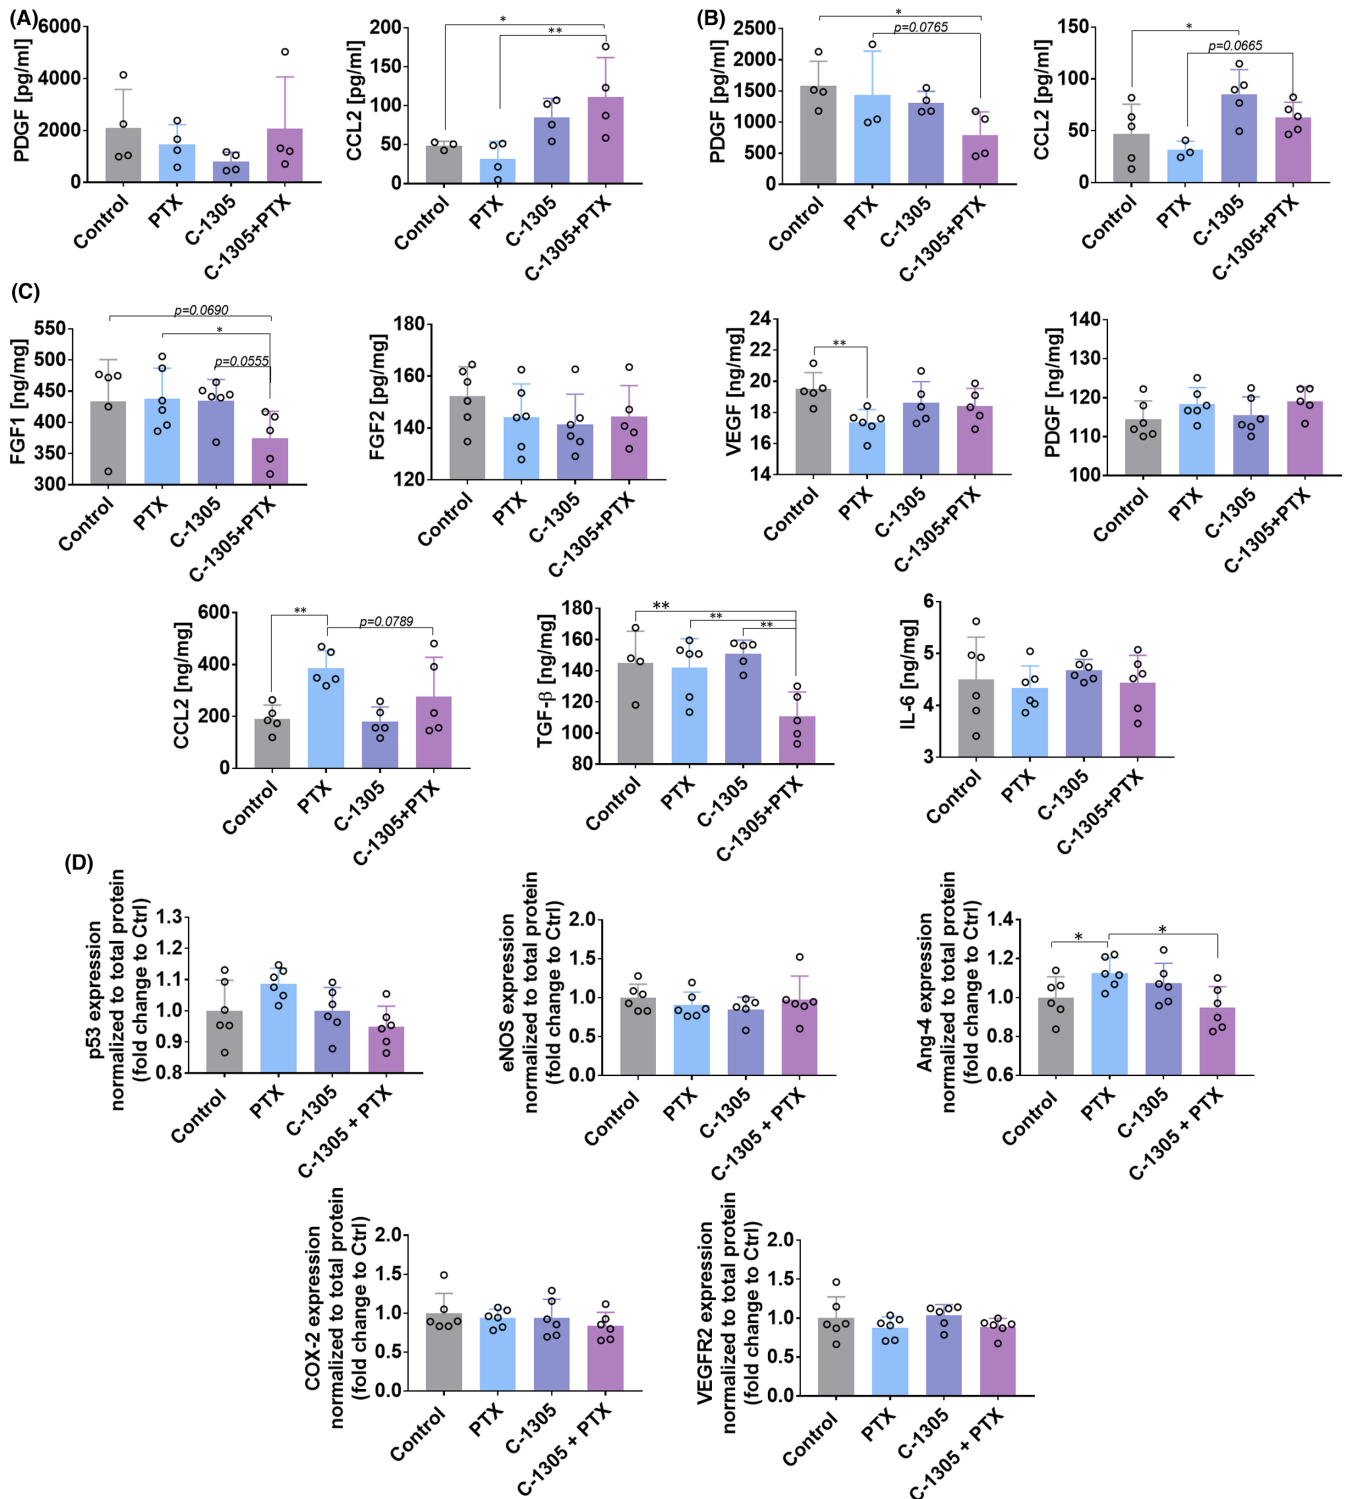 (A)
PDGF [pg/ml]
6000
4000
2000
0
Control
PTX
C-1305
C-1305+PTX
CCL2 [pg/ml]
200
150
100
50
0
*
**
Control
PTX
C-1305
C-1305+PTX
(B)
PDGF [pg/ml]
2500
2000
1500
1000
500
0
*
p=0.0765
Control
PTX
C-1305
C-1305+PTX
CCL2 [pg/ml]
150
100
50
0
*
p=0.0665
Control
PTX
C-1305
C-1305+PTX
(C)
FGF1 [ng/mg]
550
500
450
400
350
300
p=0.0690
*
p=0.0555
Control
PTX
C-1305
C-1305+PTX
FGF2 [pg/mg]
180
160
140
120
Control
PTX
C-1305
C-1305+PTX
VEGF [ng/mg]
24
22
20
18
16
14
**
Control
PTX
C-1305
C-1305+PTX
PDGF [ng/mg]
140
130
120
110
100
Control
PTX
C-1305
C-1305+PTX
CCL2 [ng/mg]
600
400
200
0
**
p=0.0789
Control
PTX
C-1305
C-1305+PTX
TGF-β [ng/mg]
180
160
140
120
100
80
**
**
**
Control
PTX
C-1305
C-1305+PTX
IL-6 [ng/mg]
6
5
4
3
Control
PTX
C-1305
C-1305+PTX
(D)
p53 expression
normalized to total protein
(fold change to Ctrl)
1.3
1.2
1.1
1.0
0.9
0.8
Control
PTX
C-1305
C-1305 + PTX
eNOS expression
normalized to total protein
(fold change to Ctrl)
2.0
1.5
1.0
0.5
0.0
Control
PTX
C-1305
C-1305 + PTX
Ang-4 expression
normalized to total protein
(fold change to Ctrl)
1.4
1.2
1.0
0.8
0.6
*
*
Control
PTX
C-1305
C-1305 + PTX
COX-2 expression
normalized to total protein
(fold change to Ctrl)
2.0
1.5
1.0
0.5
0.0
Control
PTX
C-1305
C-1305 + PTX
VEGFR2 expression
normalized to total protein
(fold change to Ctrl)
2.0
1.5
1.0
0.5
0.0
Control
PTX
C-1305
C-1305 + PTX